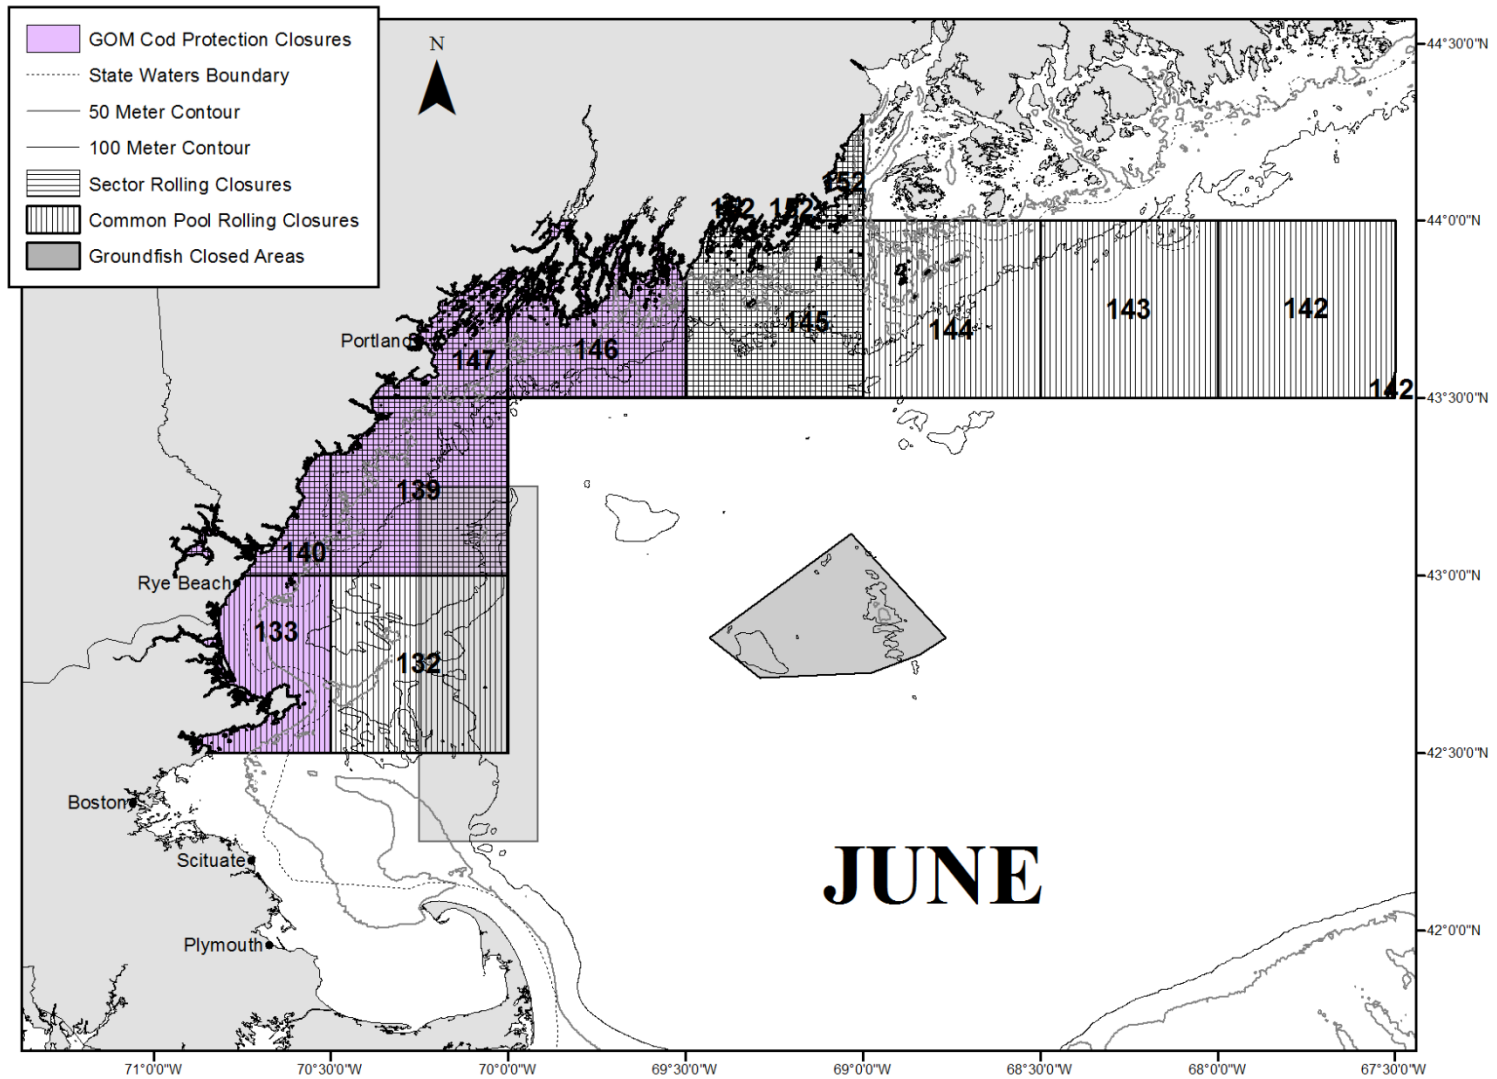 GOM Cod Protection Closures
State Waters Boundary
50 Meter Contour
100 Meter Contour
Sector Rolling Closures
Common Pool Rolling Closures
Groundfish Closed Areas
N
44°30'0"N
152
152
152
44°0'0"N
143
142
145
144
Portland
147
146
142
43°30'0"N
139
140
43°0'0"N
Rye Beach
133
132
42°30'0"N
Boston
Scituate
JUNE
Plymouth
42°0'0"N
71°0'0"W
70°30'0"W
70°0'0"W
69°30'0"W
69°0'0"W
68°30'0"W
68°0'0"W
67°30'0"W